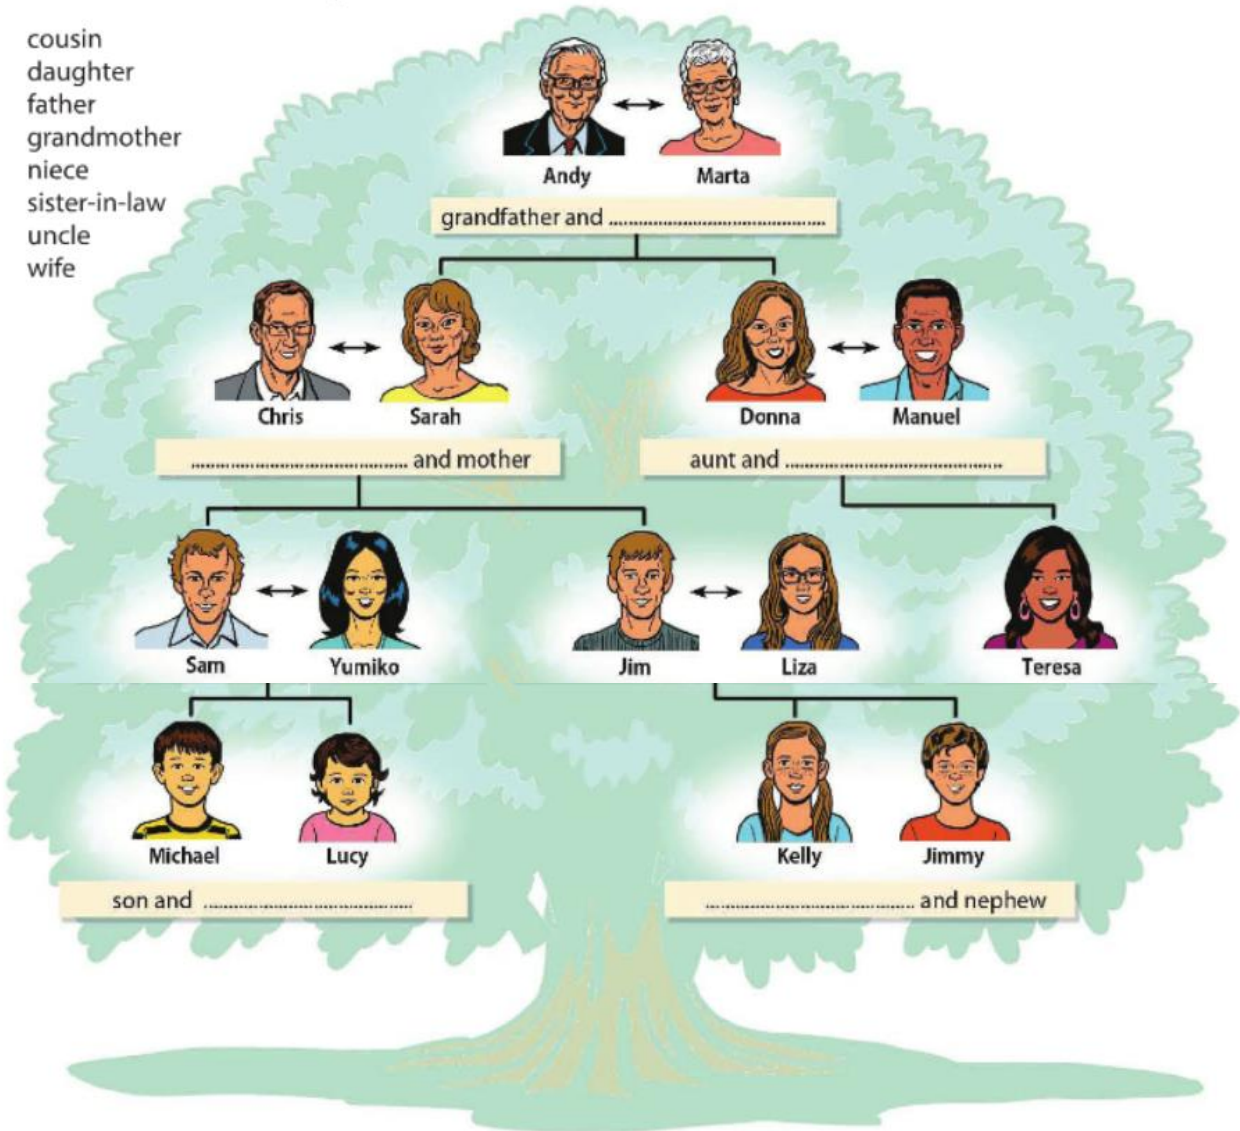 cousin
daughter
father
grandmother
niece
sister-in-law
uncle
wife
Andy Marta
grandfather and ........................................
Chris Sarah Donna Manuel
........................................ and mother aunt and ........................................
Sam Yumiko Jim Liza Teresa
Michael Lucy Kelly Jimmy
son and ........................................ ........................................ and nephew